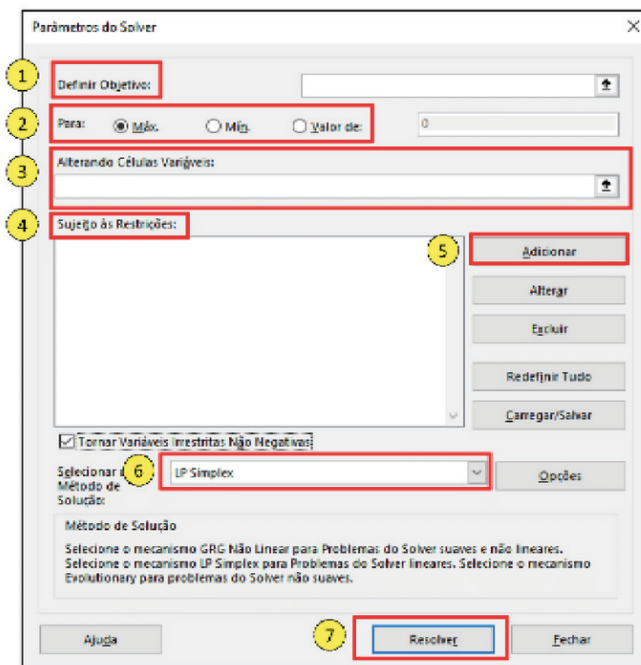 Parâmetros do Solver
1 Definir Objetivo:
2 Para: Máx. Mín. Valor de: 0
3 Alterando Células Variáveis:
4 Sujeito às Restrições:
5 Adicionar
Alterar
Excluir
Redefinir Tudo
Carregar/Salvar
Tornar Variáveis Irrestritas Não Negativas
Selecionar
Método de
Solução:
6 LP Simplex
Opções
Método de Solução
Selecione o mecanismo GRG Não Linear para Problemas do Solver suaves e não lineares.
Selecione o mecanismo LP Simplex para Problemas do Solver lineares. Selecione o mecanismo
Evolutionary para problemas do Solver não suaves.
Ajuda
7 Resolver
Fechar